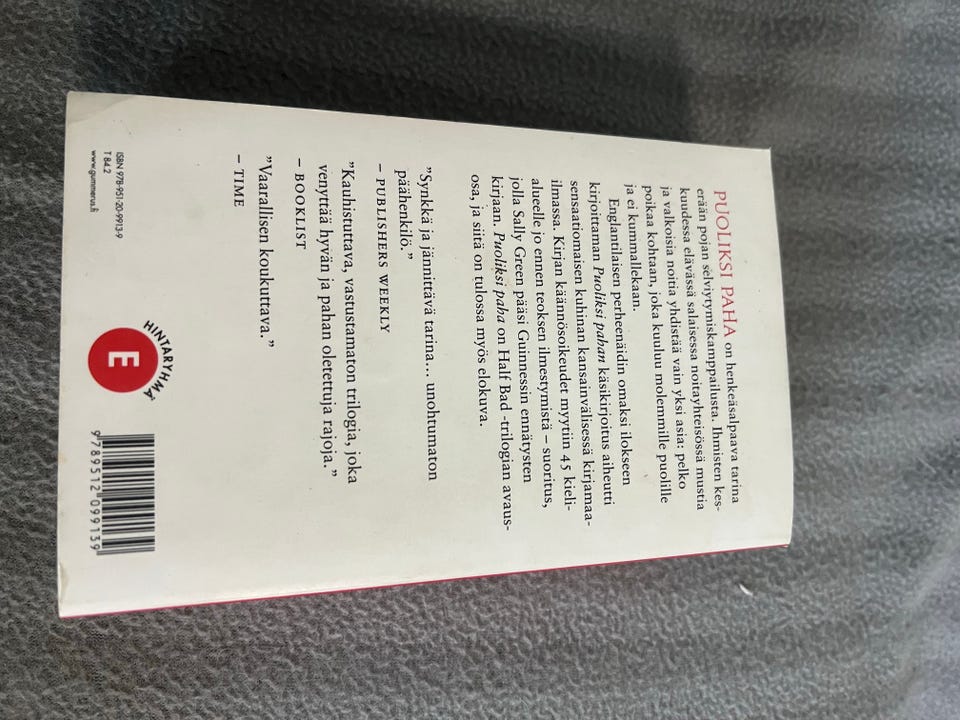 PUOLIKSI PAHA on henkeäsalpaava tarina
erään pojan selviytymiskamppailusta. Ihmisten kes-
kuudessa elävässä salaisessa noitayhteisössä mustia
ja valkoisia noitia yhdistää vain yksi asia: pelko
poikaa kohtaan, joka kuuluu molemmille puolille
ja ei kummallekaan.
Englantilaisen perheenäidin omaksi ilokseen
kirjoittaman Puoliksi pahan käsikirjoitus aiheutti
sensaatiomaisen kuhinan kansainvälisessä kirjamaa-
ilmassa. Kirjan käännösoikeudet myytiin 45 kieli-
alueelle jo ennen teoksen ilmestymistä – suoritus,
jolla Sally Green pääsi Guinnessin ennätysten
kirjaan. Puoliksi paha on Half Bad -trilogian avaus-
osa, ja siitä on tulossa myös elokuva.
”Synkkä ja jännittävä tarina… unohtumaton
päähenkilö.”
– PUBLISHERS WEEKLY
”Kauhistuttava, vastustamaton trilogia, joka
venyttää hyvän ja pahan oletettuja rajoja.”
– BOOKLIST
”Vaarallisen koukuttava.”
– TIME
ISBN 978-951-20-9913-9
T 84.2
www.gummerus.fi
HINTARYHMÄ
E
9 789512 099139